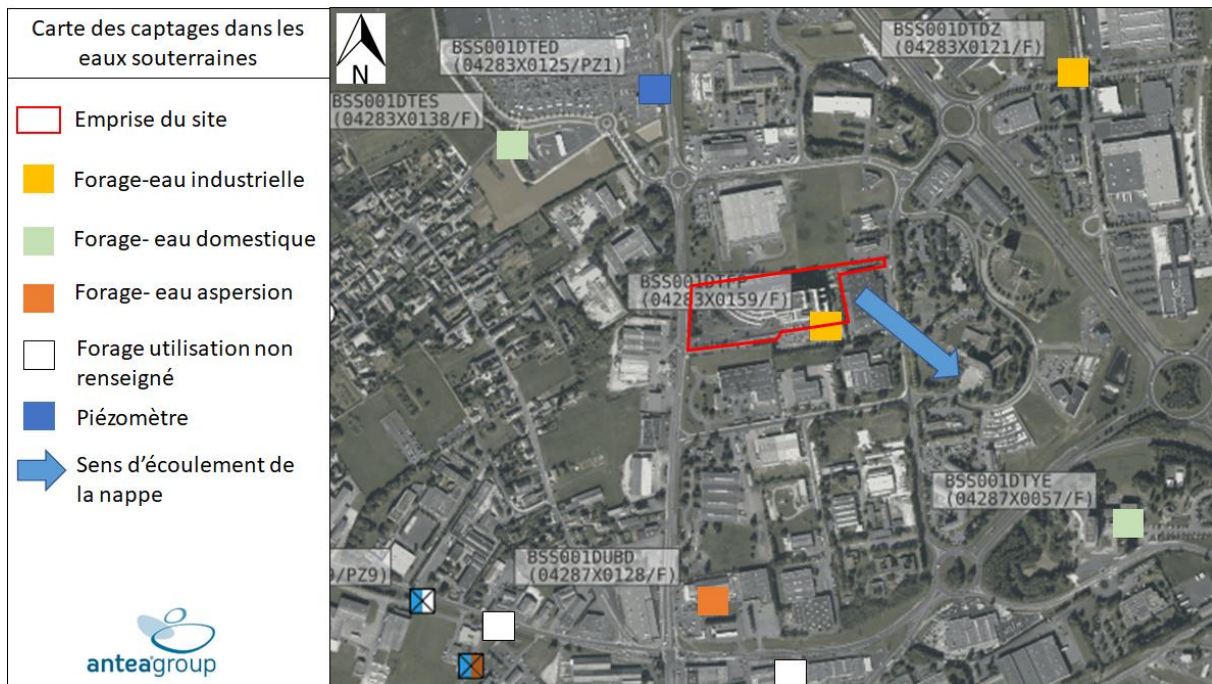 Carte des captages dans les
eaux souterraines
Emprise du site
Forage-eau industrielle
Forage- eau domestique
Forage- eau aspersion
Forage utilisation non
renseigné
Piézomètre
Sens d'écoulement de
la nappe
anteagroup
N
BSS001DTED
(04283X0125/PZ1)
BSS001DTDZ
(04283X0121/F)
BSS001DTES
(04283X0138/F)
BSS001DTFP
(04283X0159/F)
BSS001DTYE
(04287X0057/F)
BSS001DUBD
(04287X0128/F)
/PZ9)